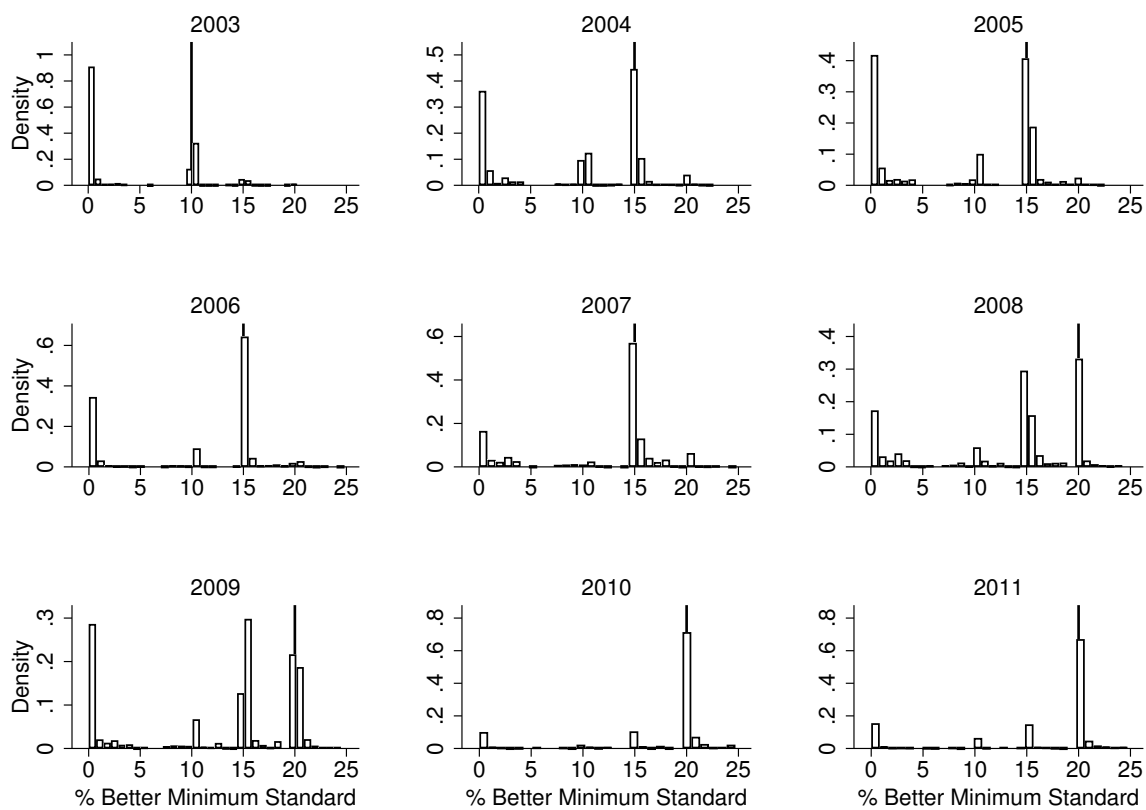 2003
2004
2005
Density
0 .2 .4 .6 .8 1
0 .1 .2 .3 .4 .5
0 .1 .2 .3 .4
0 5 10 15 20 25
0 5 10 15 20 25
0 5 10 15 20 25
2006
2007
2008
Density
0 .2 .4 .6
0 .2 .4 .6
0 .1 .2 .3 .4
0 5 10 15 20 25
0 5 10 15 20 25
0 5 10 15 20 25
2009
2010
2011
Density
0 .1 .2 .3
0 .2 .4 .6 .8
0 .2 .4 .6 .8
0 5 10 15 20 25
0 5 10 15 20 25
0 5 10 15 20 25
% Better Minimum Standard
% Better Minimum Standard
% Better Minimum Standard